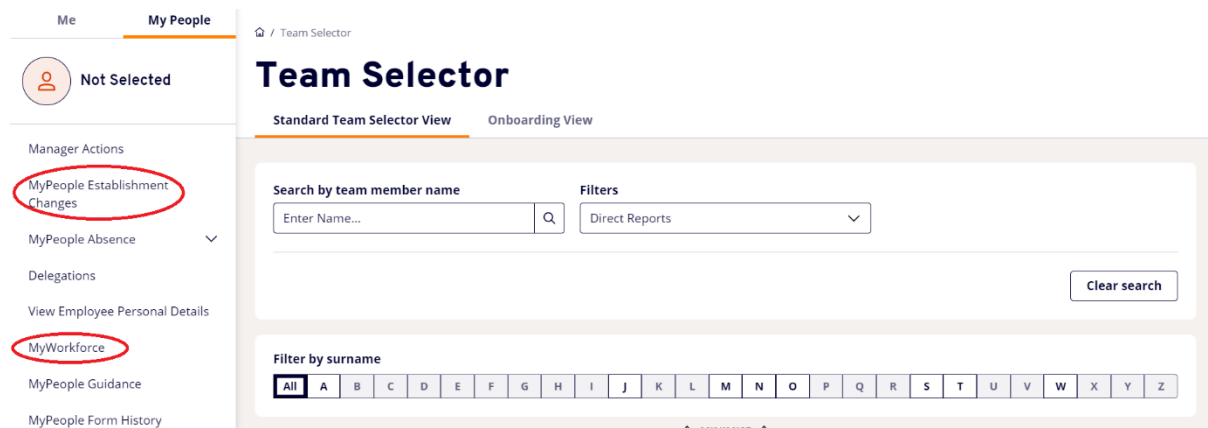 Me My People
Not Selected
Manager Actions
MyPeople Establishment
Changes
MyPeople Absence
Delegations
View Employee Personal Details
MyWorkforce
MyPeople Guidance
MyPeople Form History
/ Team Selector
Team Selector
Standard Team Selector View Onboarding View
Search by team member name Filters
Enter Name... Direct Reports
Clear search
Filter by surname
All A B C D E F G H I J K L M N O P Q R S T U V W X Y Z